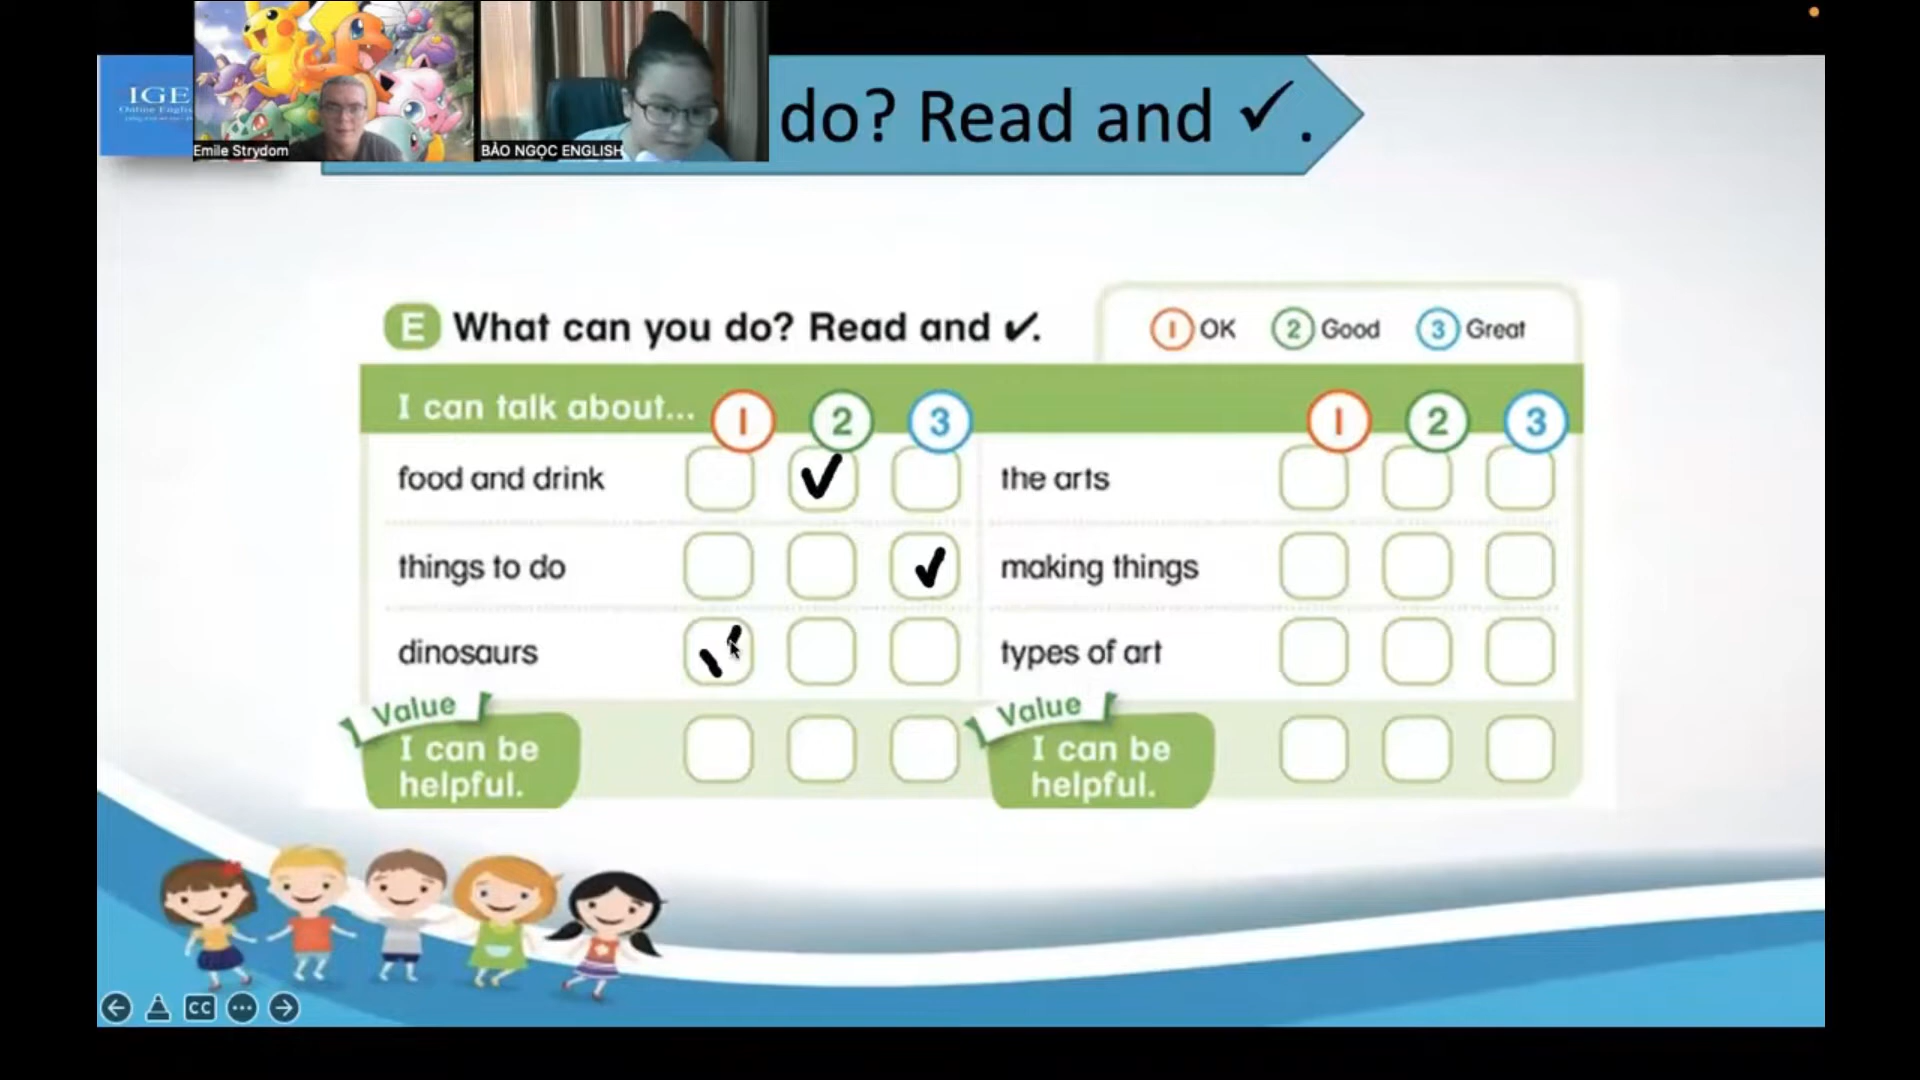 IGE
Online Englis
Emile Strydom
BẢO NGỌC ENGLISH
do? Read and ✓.
E What can you do? Read and ✓.
1 OK 2 Good 3 Great
I can talk about... 1 2 3 1 2 3
food and drink ✓ the arts
things to do ✓ making things
dinosaurs types of art
Value Value
I can be I can be
helpful. helpful.
CC